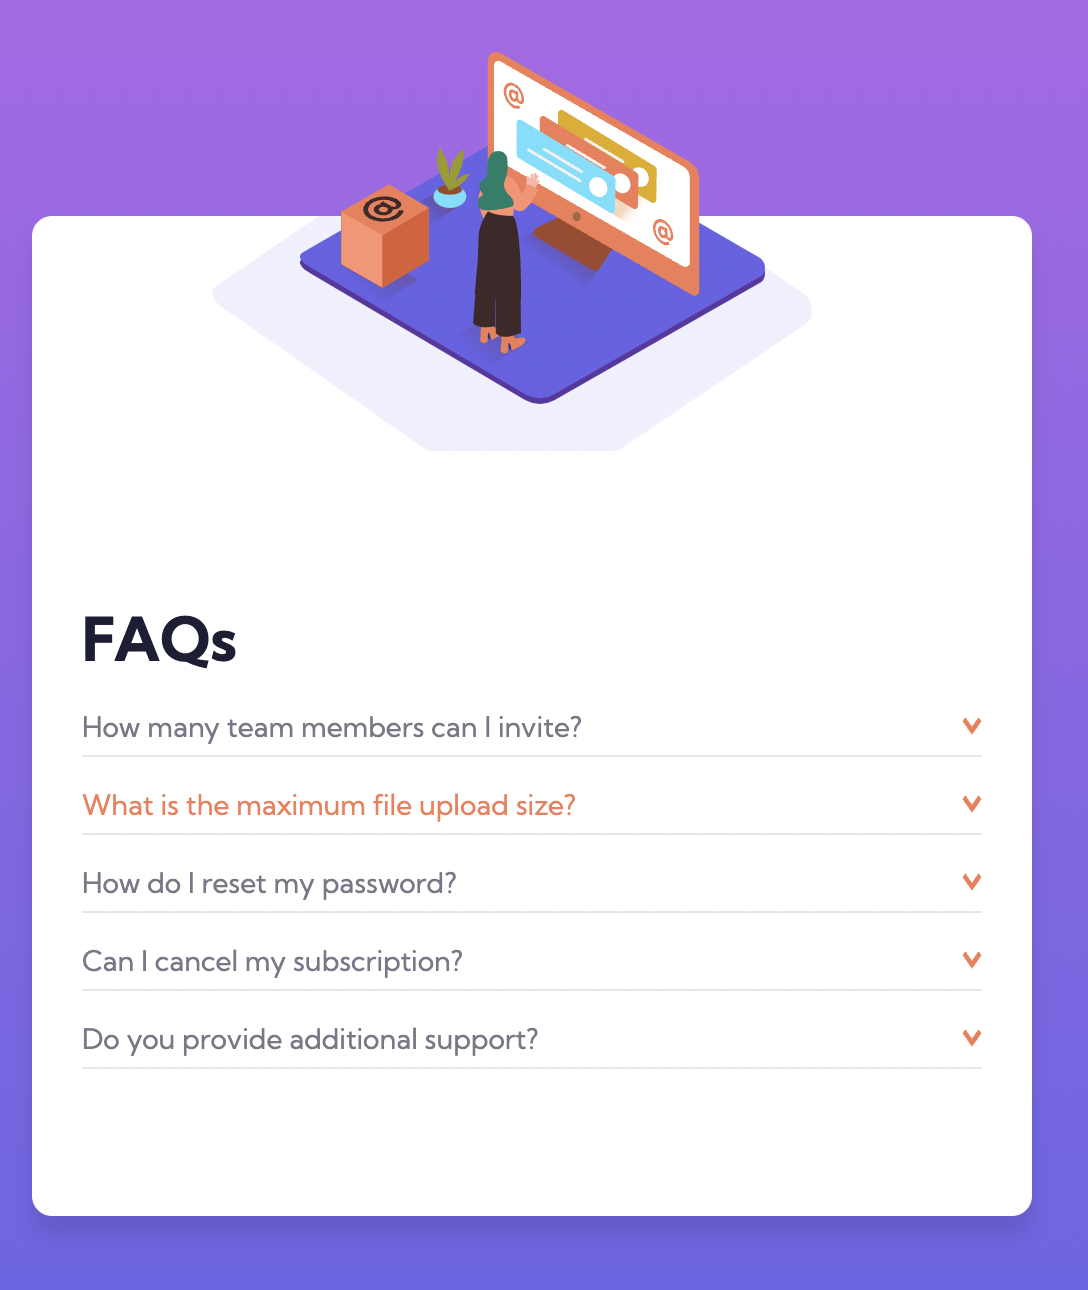 @
@
@
FAQs
How many team members can I invite?
What is the maximum file upload size?
How do I reset my password?
Can I cancel my subscription?
Do you provide additional support?